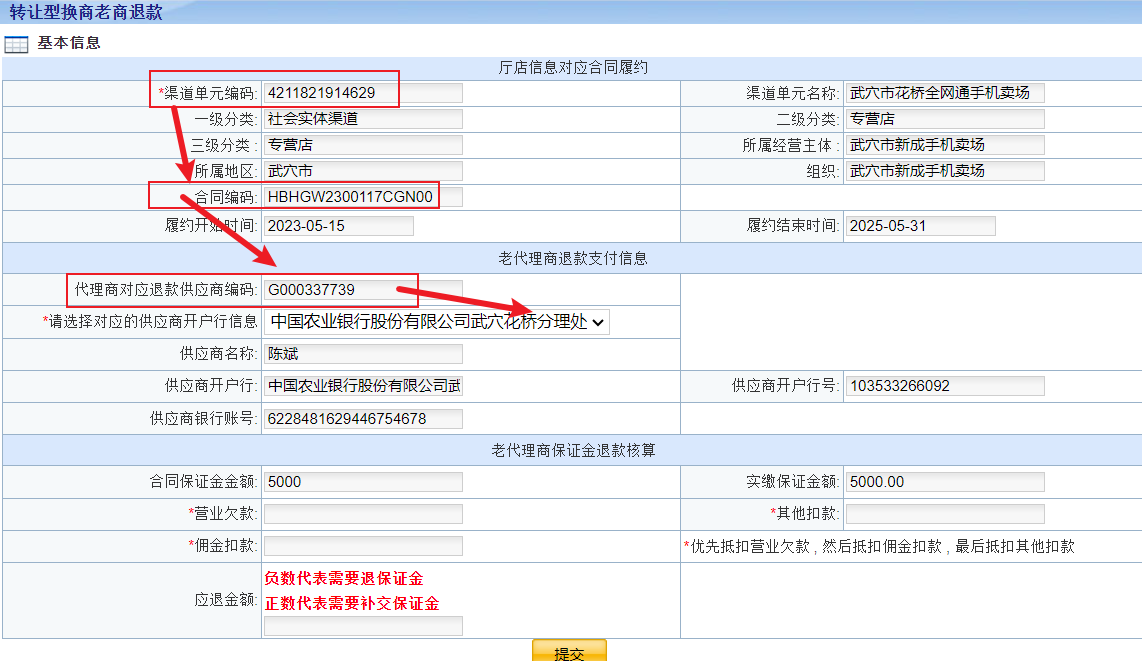 转让型换商老商退款
基本信息
厅店信息对应合同履约
*渠道单元编码: 4211821914629 渠道单元名称: 武穴市花桥全网通手机卖场
一级分类: 社会实体渠道 二级分类: 专营店
三级分类: 专营店 所属经营主体: 武穴市新成手机卖场
所属地区: 武穴市 组织: 武穴市新成手机卖场
合同编码: HBHGW2300117CGN00
履约开始时间: 2023-05-15 履约结束时间: 2025-05-31
老代理商退款支付信息
代理商对应退款供应商编码: G000337739
*请选择对应的供应商开户行信息 中国农业银行股份有限公司武穴花桥分理处
供应商名称: 陈斌
供应商开户行: 中国农业银行股份有限公司武 供应商开户行号: 103533266092
供应商银行账号: 6228481629446754678
老代理商保证金退款核算
合同保证金金额: 5000 实缴保证金额: 5000.00
*营业欠款: *其他扣款:
*佣金扣款: *优先抵扣营业欠款,然后抵扣佣金扣款,最后抵扣其他扣款
负数代表需要退保证金
应退金额: 正数代表需要补交保证金
提交